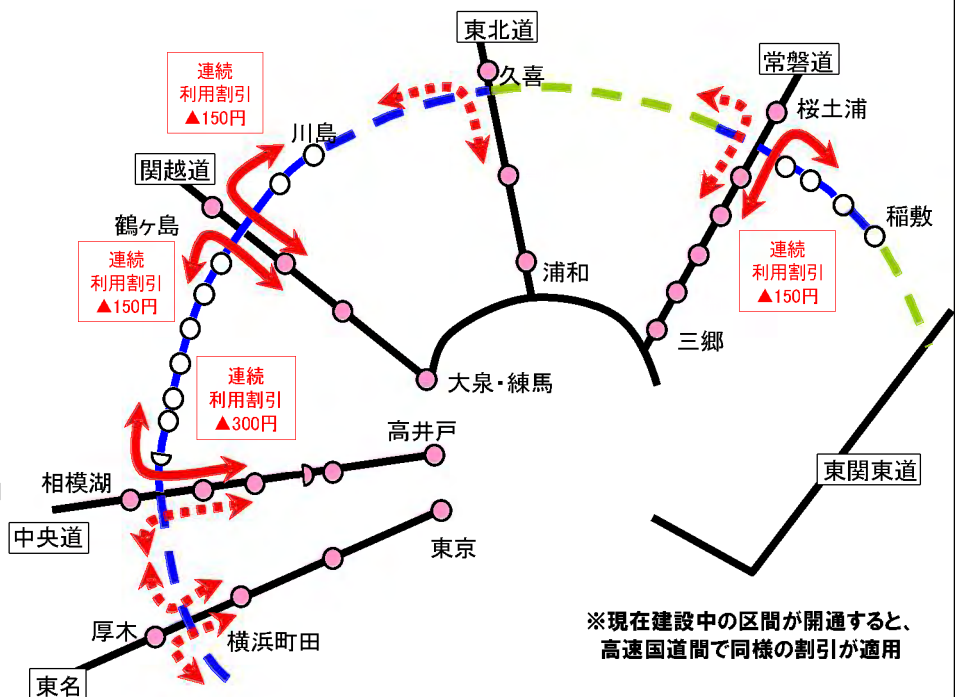 東北道
久喜
常磐道
桜土浦
連続
利用割引
▲150円
川島
関越道
鶴ヶ島
連続
利用割引
▲150円
稲敷
連続
利用割引
▲150円
浦和
三郷
大泉・練馬
連続
利用割引
▲300円
高井戸
相模湖
中央道
東関東道
東京
厚木
横浜町田
東名
※現在建設中の区間が開通すると、
高速国道間で同様の割引が適用